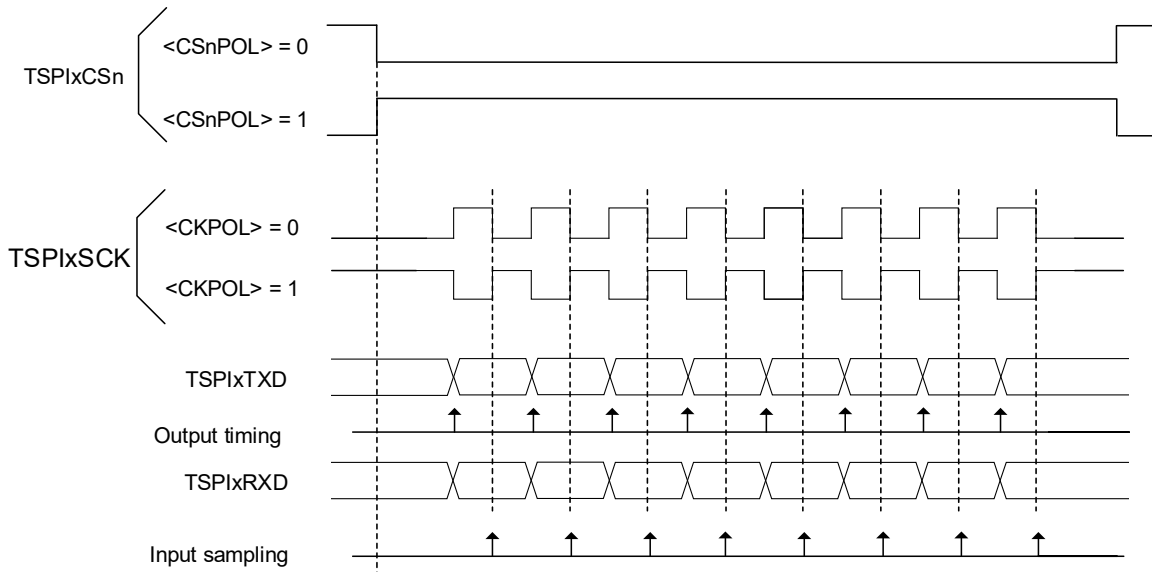 <CSnPOL> = 0
TSPIxCSn
<CSnPOL> = 1
<CKPOL> = 0
TSPIxSCK
<CKPOL> = 1
TSPIxTXD
Output timing
TSPIxRXD
Input sampling